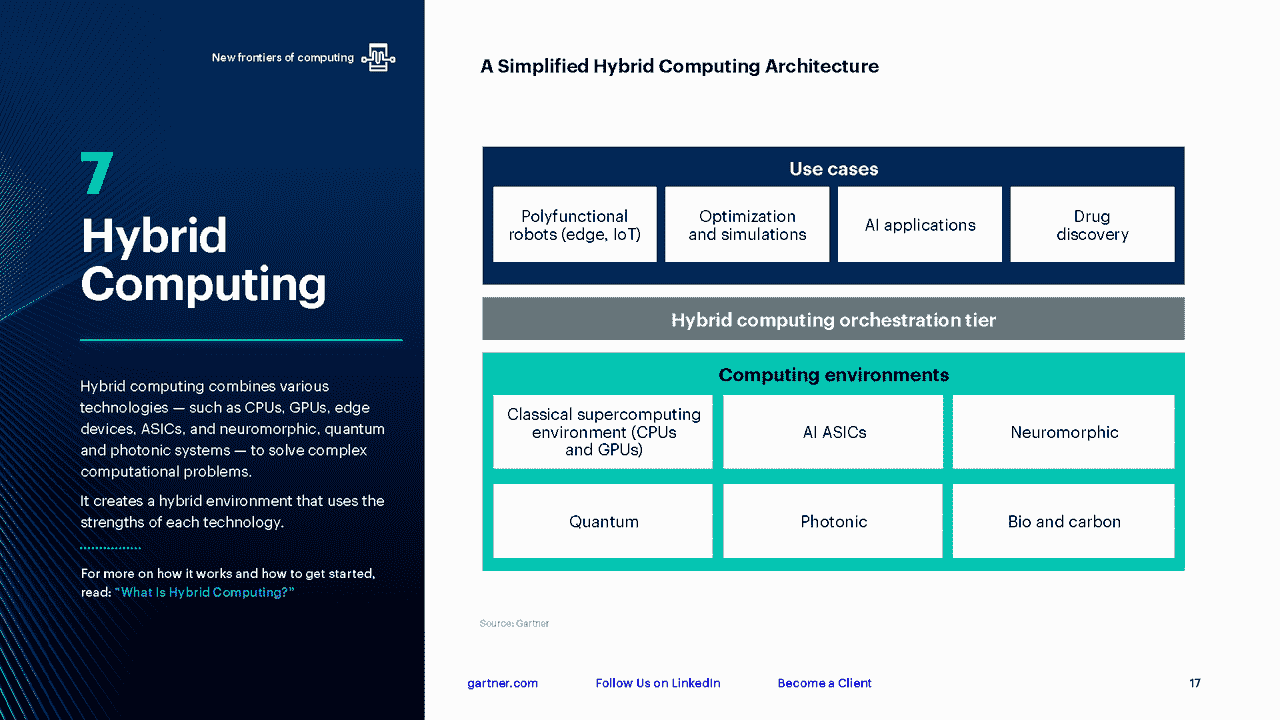 New frontiers of computing
7
Hybrid
Computing
Hybrid computing combines various
technologies — such as CPUs, GPUs, edge
devices, ASICs, and neuromorphic, quantum
and photonic systems — to solve complex
computational problems.
It creates a hybrid environment that uses the
strengths of each technology.
For more on how it works and how to get started,
read: "What Is Hybrid Computing?"
A Simplified Hybrid Computing Architecture
Use cases
Polyfunctional
robots (edge, IoT)
Optimization
and simulations
AI applications
Drug
discovery
Hybrid computing orchestration tier
Computing environments
Classical supercomputing
environment (CPUs
and GPUs)
AI ASICs
Neuromorphic
Quantum
Photonic
Bio and carbon
Source: Gartner
gartner.com
Follow Us on LinkedIn
Become a Client
17